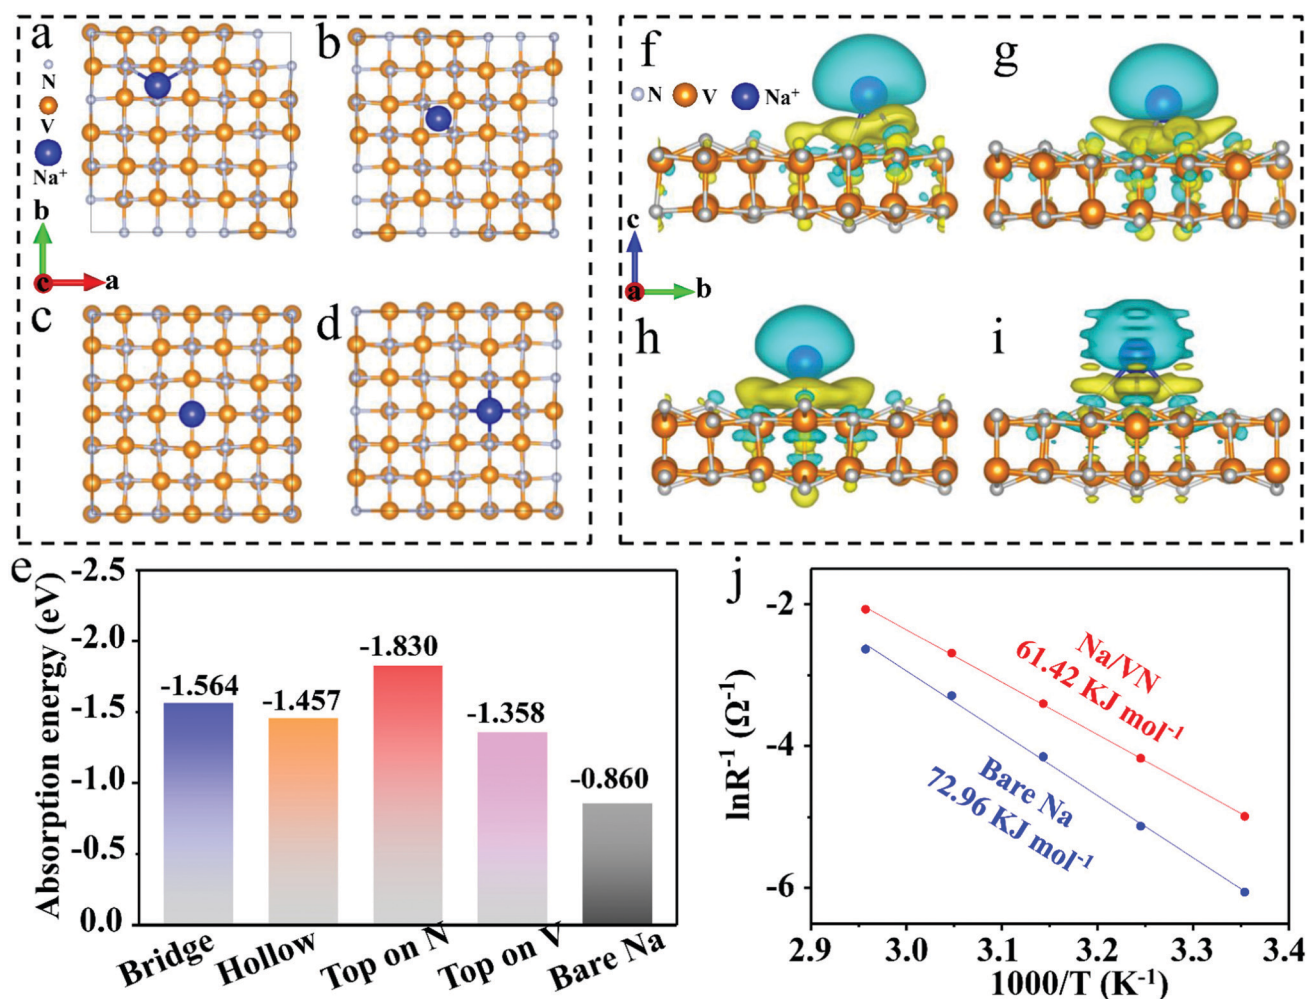 a
N
V
Na⁺
b
c
a
b
c
d
f
N V Na⁺
g
c
a
b
h
i
e
Absorption energy (eV)
-2.5
-2.0
-1.5
-1.0
-0.5
0.0
-1.564
-1.457
-1.830
-1.358
-0.860
Bridge
Hollow
Top on N
Top on V
Bare Na
j
lnR⁻¹ (Ω⁻¹)
-2
-4
-6
Na/VN
61.42 KJ mol⁻¹
Bare Na
72.96 KJ mol⁻¹
2.9 3.0 3.1 3.2 3.3 3.4
1000/T (K⁻¹)